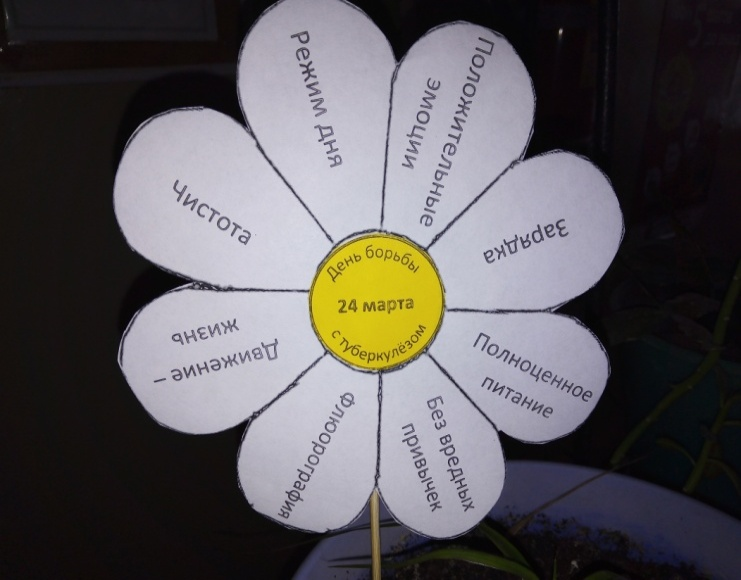 Режим дня
Положительные
эмоции
Зарядка
Полноценное
питание
Без вредных
привычек
Флюорография
Движение –
жизнь
Чистота
День борьбы
24 марта
с туберкулёзом